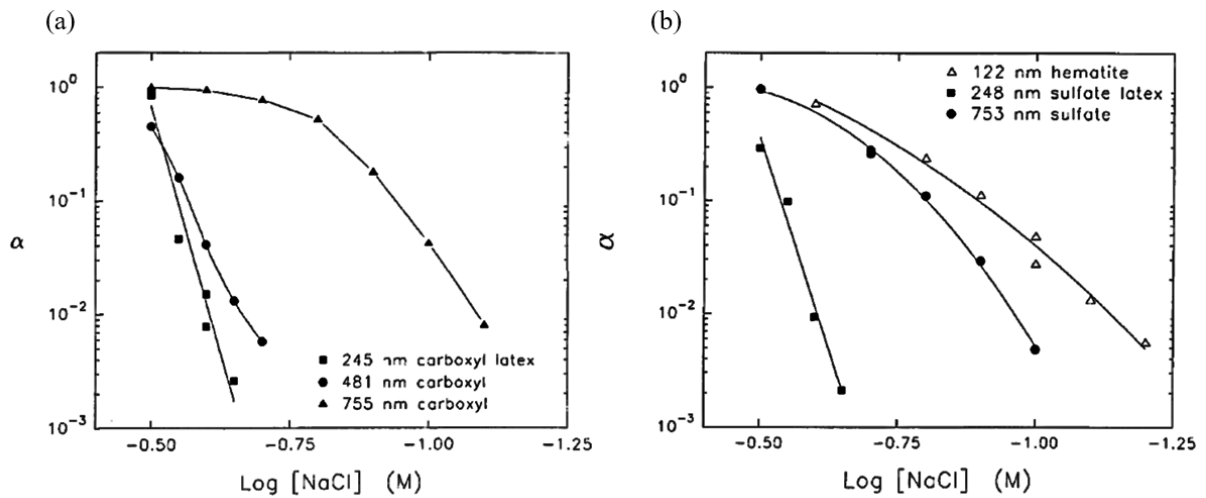 (a)
10⁰
10⁻¹
α
10⁻²
10⁻³
245 nm carboxyl latex
481 nm carboxyl
755 nm carboxyl
−0.50 −0.75 −1.00 −1.25
Log [NaCl] (M)
(b)
122 nm hematite
248 nm sulfate latex
753 nm sulfate
10⁰
10⁻¹
α
10⁻²
10⁻³
−0.50 −0.75 −1.00 −1.25
Log [NaCl] (M)